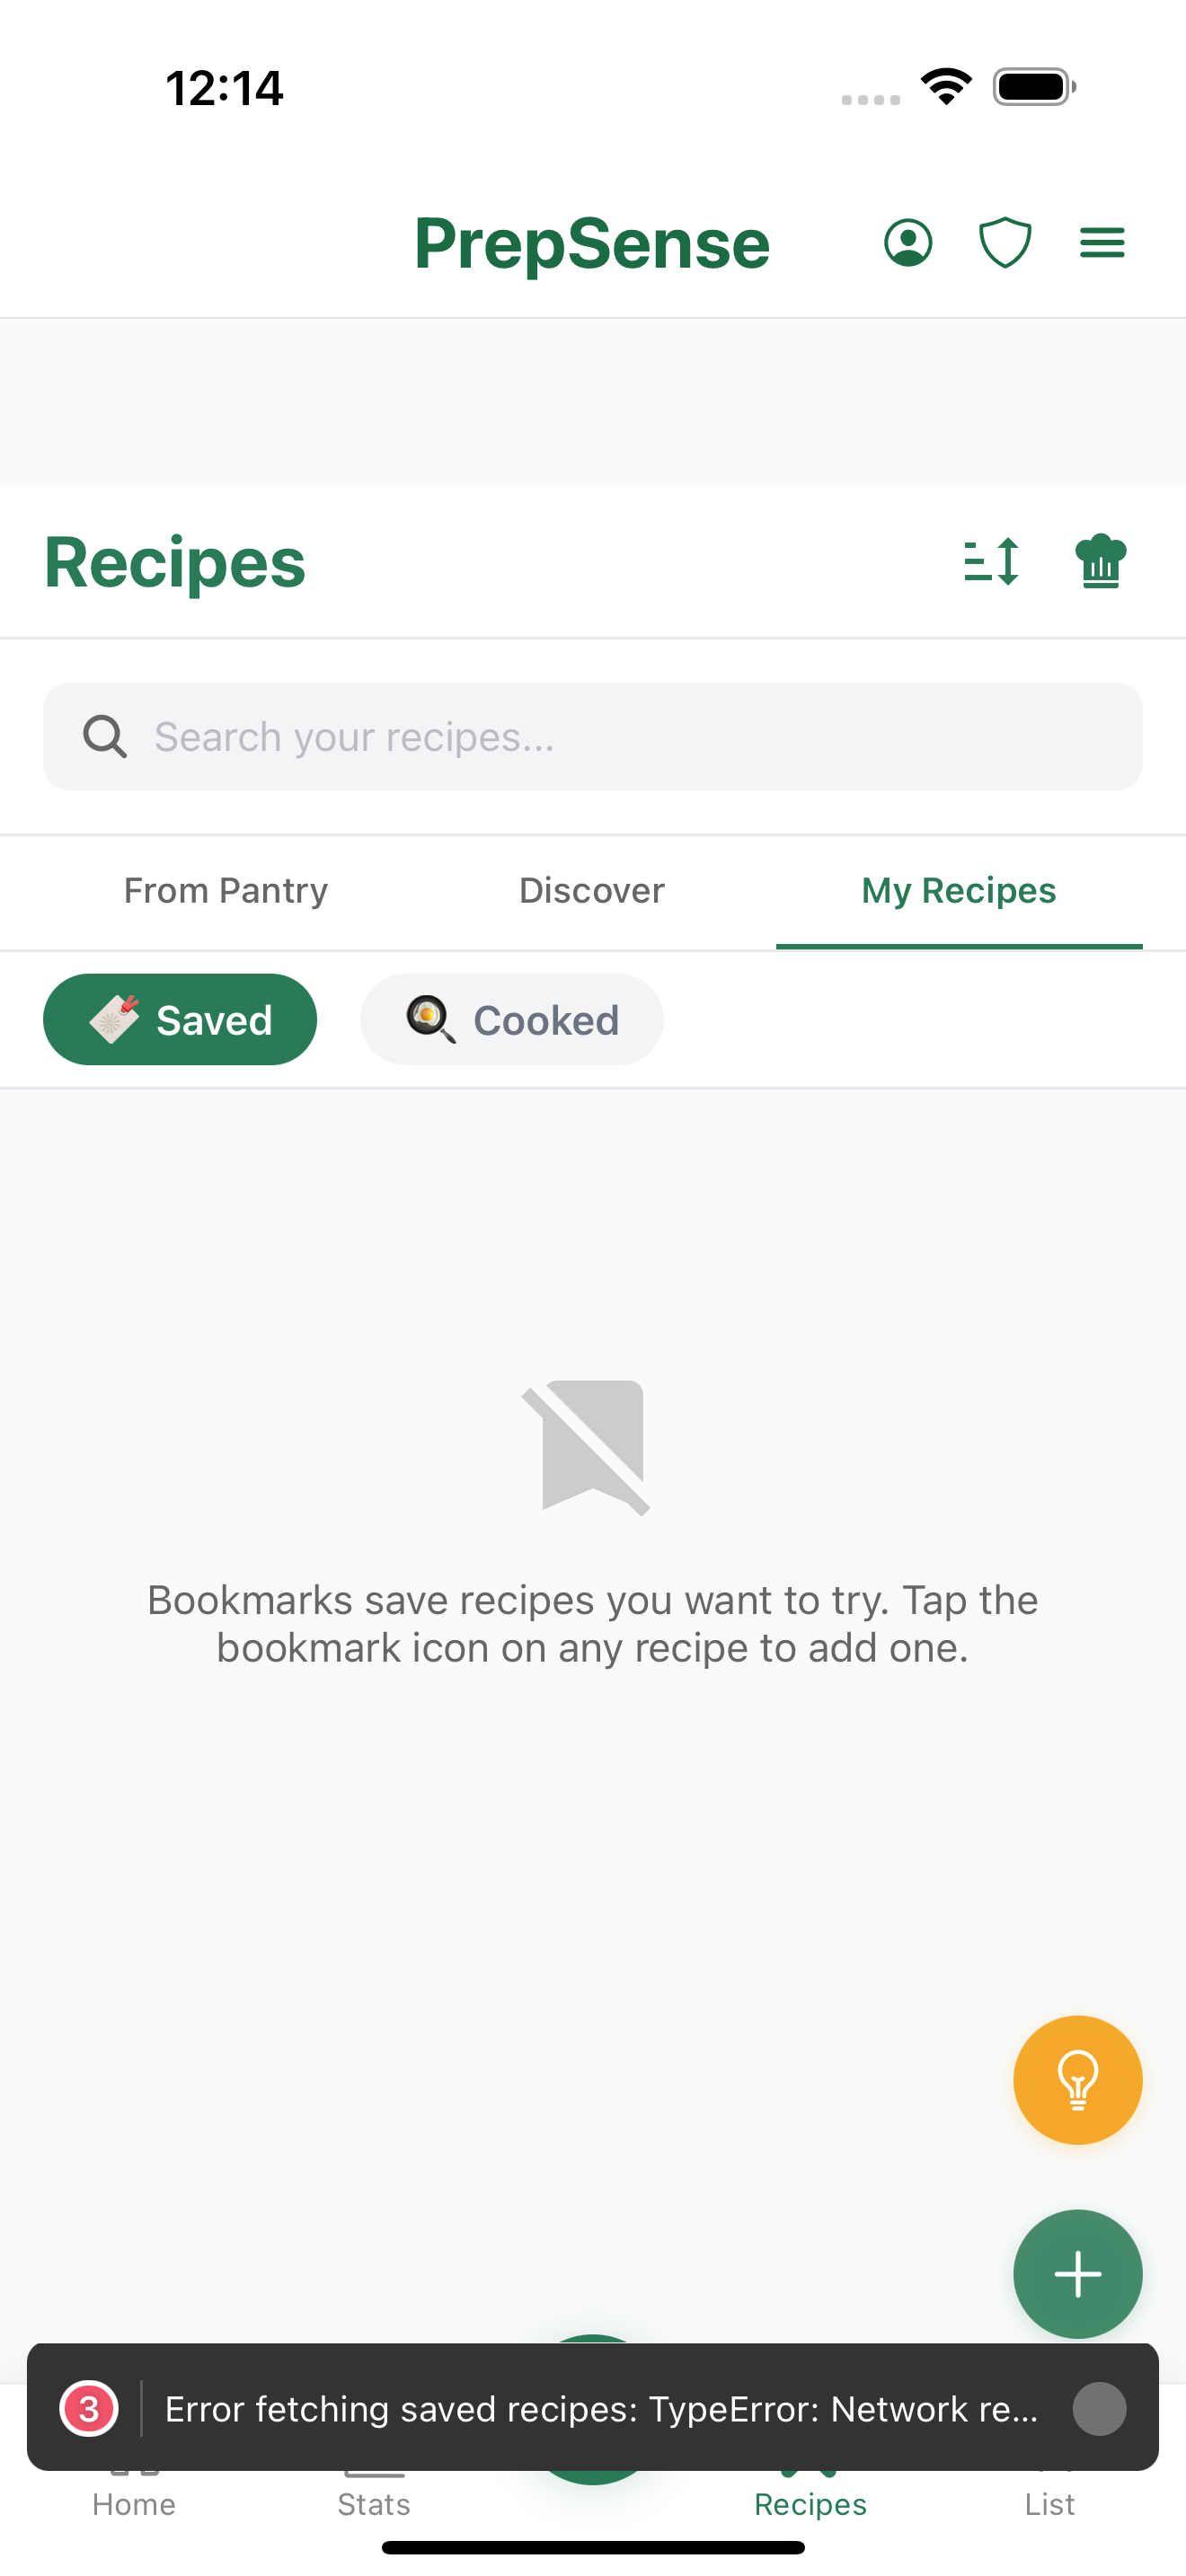 12:14
PrepSense
Recipes
Search your recipes...
From Pantry
Discover
My Recipes
Saved
Cooked
Bookmarks save recipes you want to try. Tap the
bookmark icon on any recipe to add one.
3
Error fetching saved recipes: TypeError: Network re...
Home
Stats
Recipes
List